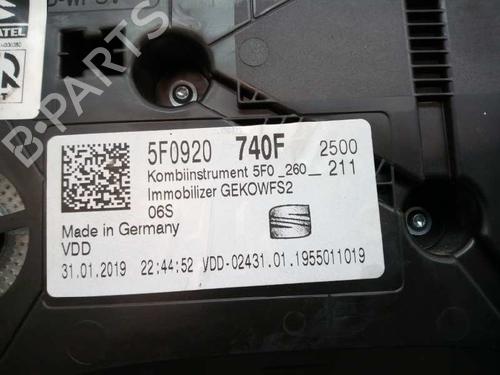 B-PARTS
5F0920 740F 2500
Kombiinstrument 5F0 _260__ 211
Immobilizer GEKOWFS2
06S
Made in Germany
VDD
31.01.2019 22:44:52 VDD-02431.01.1955011019